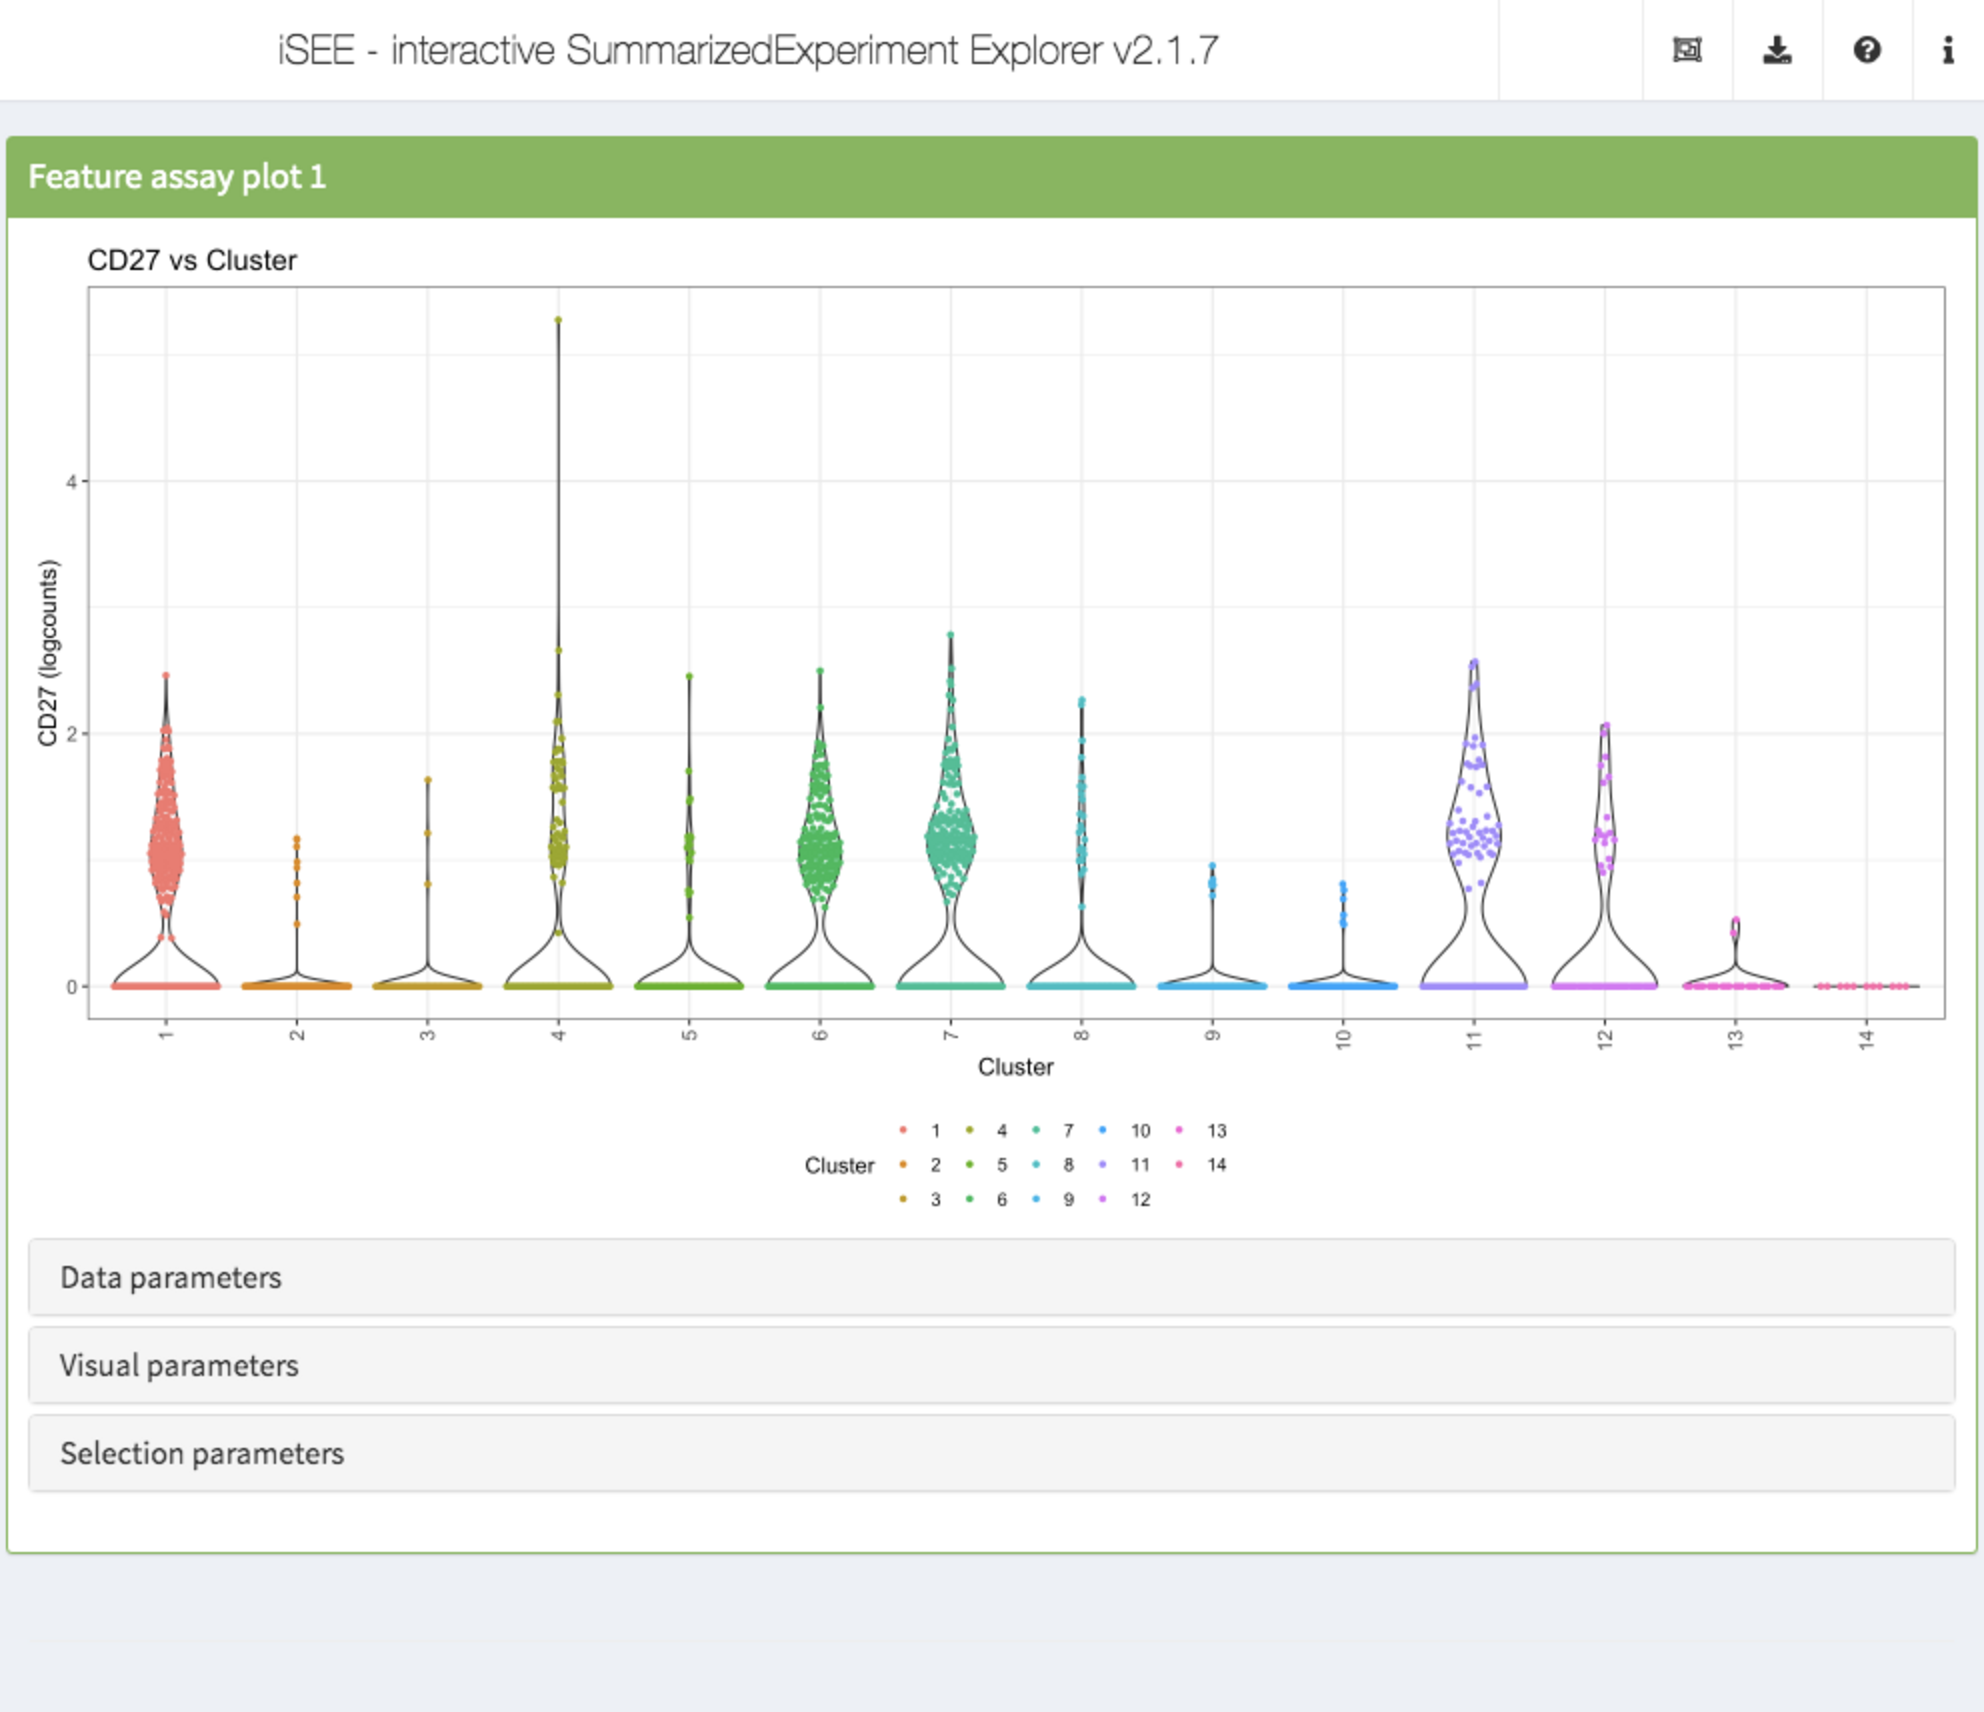 iSEE - interactive SummarizedExperiment Explorer v2.1.7
Feature assay plot 1
CD27 vs Cluster
CD27 (logcounts)
4
2
0
1 2 3 4 5 6 7 8 9 10 11 12 13 14
Cluster
1 4 7 10 13
Cluster 2 5 8 11 14
3 6 9 12
Data parameters
Visual parameters
Selection parameters